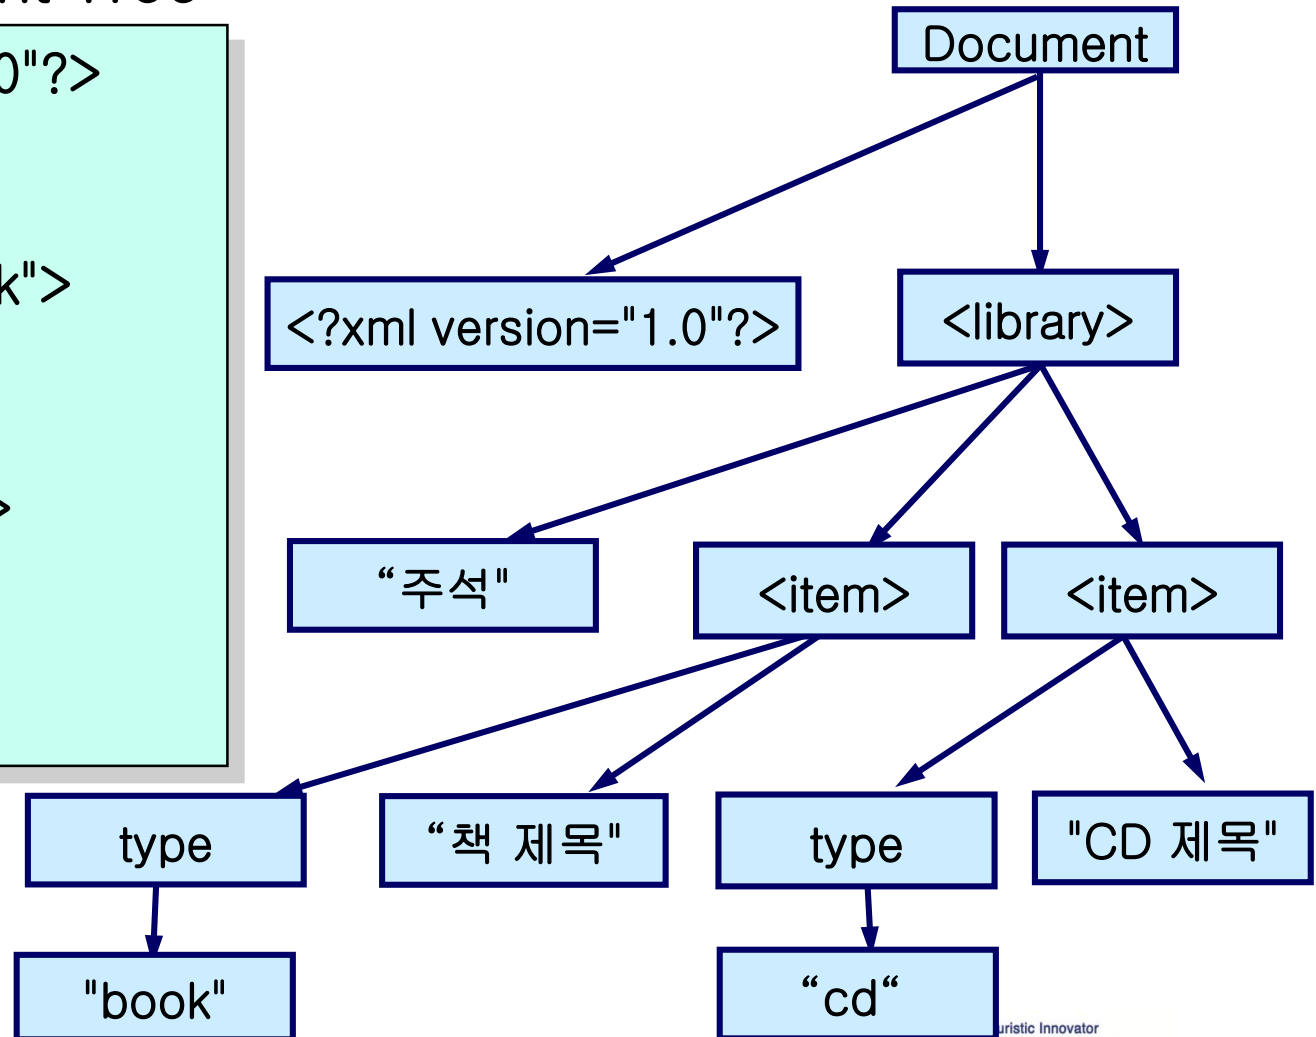 Tree
0"?>
k">
>
Document
<?xml version="1.0"?>
<library>
“주석"
<item>
<item>
type
“책 제목"
type
"CD 제목"
"book"
“cd“
uristic Innovator